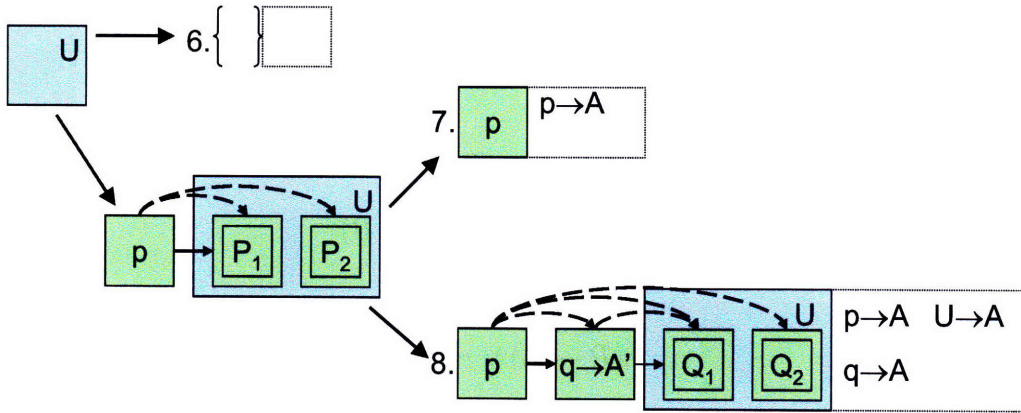 U
6. { }
7. p p→A
p P₁ P₂ U
8. p q→A' Q₁ Q₂ U p→A U→A
q→A